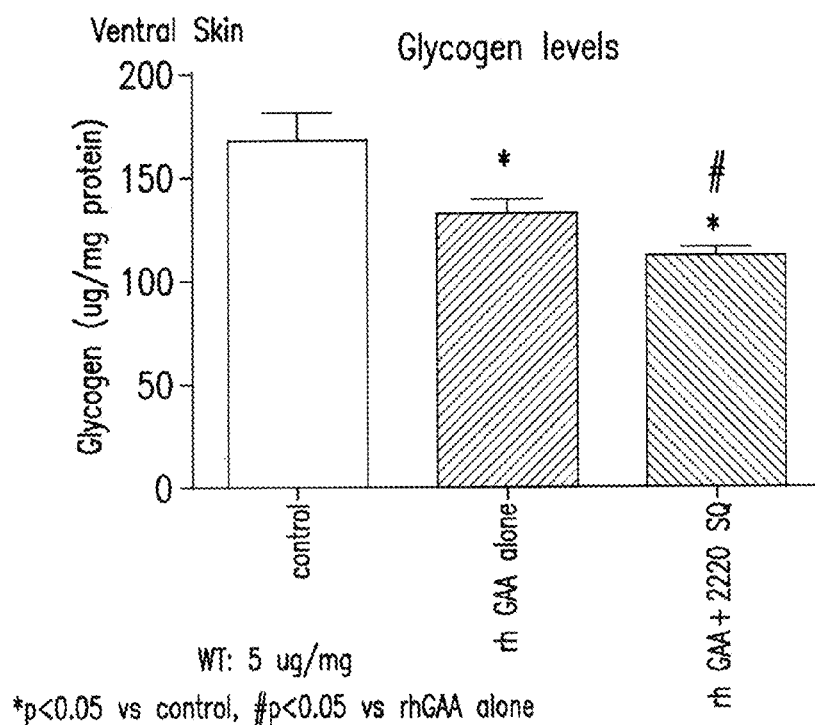 Ventral Skin
Glycogen levels
Glycogen (ug/mg protein)
200
150
100
50
0
*
#
*
control
rh GAA alone
rh GAA+2220 SQ
WT: 5 ug/mg
*p<0.05 vs control, #p<0.05 vs rhGAA alone